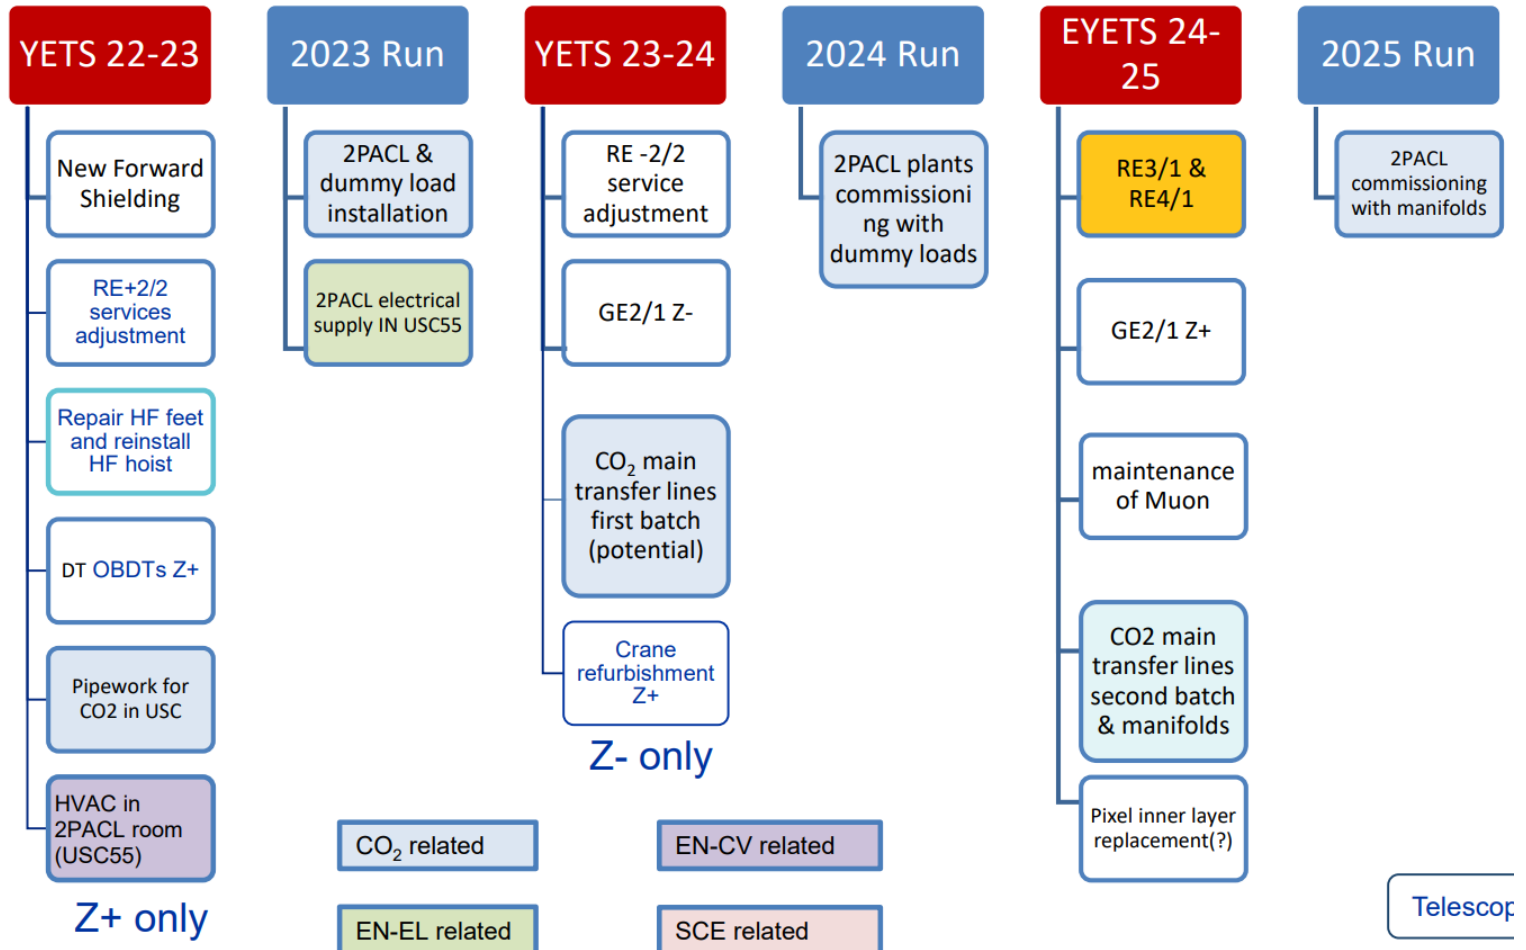 YETS 22-23
New Forward
Shielding
RE+2/2
services
adjustment
Repair HF feet
and reinstall
HF hoist
DT OBDTs Z+
Pipework for
CO2 in USC
HVAC in
2PACL room
(USC55)
Z+ only
2023 Run
2PACL &
dummy load
installation
2PACL electrical
supply IN USC55
YETS 23-24
RE -2/2
service
adjustment
GE2/1 Z-
CO₂ main
transfer lines
first batch
(potential)
Crane
refurbishment
Z+
Z- only
2024 Run
2PACL plants
commissioni
ng with
dummy loads
EYETS 24-
25
RE3/1 &
RE4/1
GE2/1 Z+
maintenance
of Muon
CO2 main
transfer lines
second batch
& manifolds
Pixel inner layer
replacement(?)
2025 Run
2PACL
commissioning
with manifolds
CO₂ related
EN-CV related
EN-EL related
SCE related
Telescop